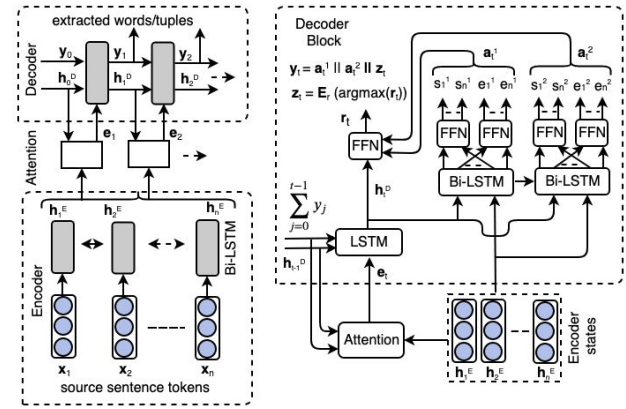 extracted words/tuples
Decoder
y₀ y₁ y₂
h₀ᴰ h₁ᴰ h₂ᴰ
e₁ e₂
Attention
h₁ᴱ h₂ᴱ hₙᴱ
Encoder
Bi-LSTM
x₁ x₂ xₙ
source sentence tokens
Decoder
Block
yₜ = aₜ¹ || aₜ² || zₜ
zₜ = Eᵣ (argmax(rₜ))
aₜ¹ aₜ²
s₁¹ sₙ¹ e₁¹ eₙ¹ s₁² sₙ² e₁² eₙ²
rₜ
FFN FFN FFN FFN FFN
Bi-LSTM Bi-LSTM
hₜᴰ
∑ⱼ₌₀ᵗ⁻¹ yⱼ
LSTM
hₜ₋₁ᴰ
eₜ
Attention
h₁ᴱ h₂ᴱ hₙᴱ
Encoder
states